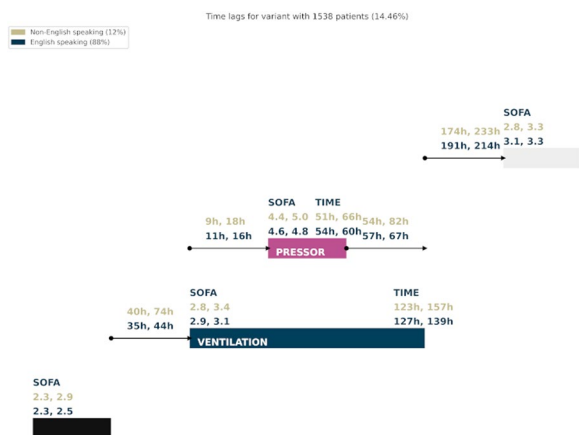 Time lags for variant with 1538 patients (14.46%)
Non-English speaking (12%)
English speaking (88%)
SOFA
174h, 233h 2.8, 3.3
191h, 214h 3.1, 3.3
SOFA TIME
9h, 18h 4.4, 5.0 51h, 66h 54h, 82h
11h, 16h 4.6, 4.8 54h, 60h 57h, 67h
PRESSOR
SOFA TIME
40h, 74h 2.8, 3.4 123h, 157h
35h, 44h 2.9, 3.1 127h, 139h
VENTILATION
SOFA
2.3, 2.9
2.3, 2.5